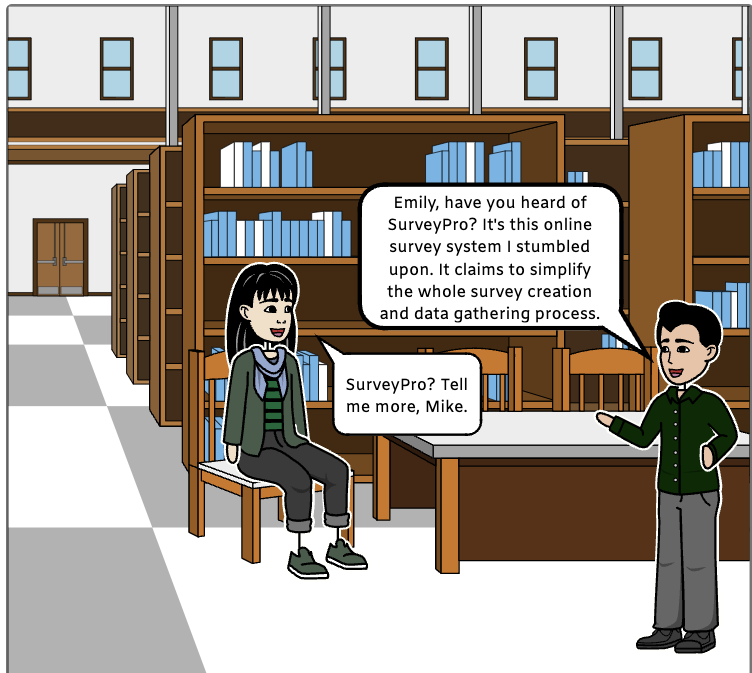 Emily, have you heard of
SurveyPro? It's this online
survey system I stumbled
upon. It claims to simplify
the whole survey creation
and data gathering process.
SurveyPro? Tell
me more, Mike.